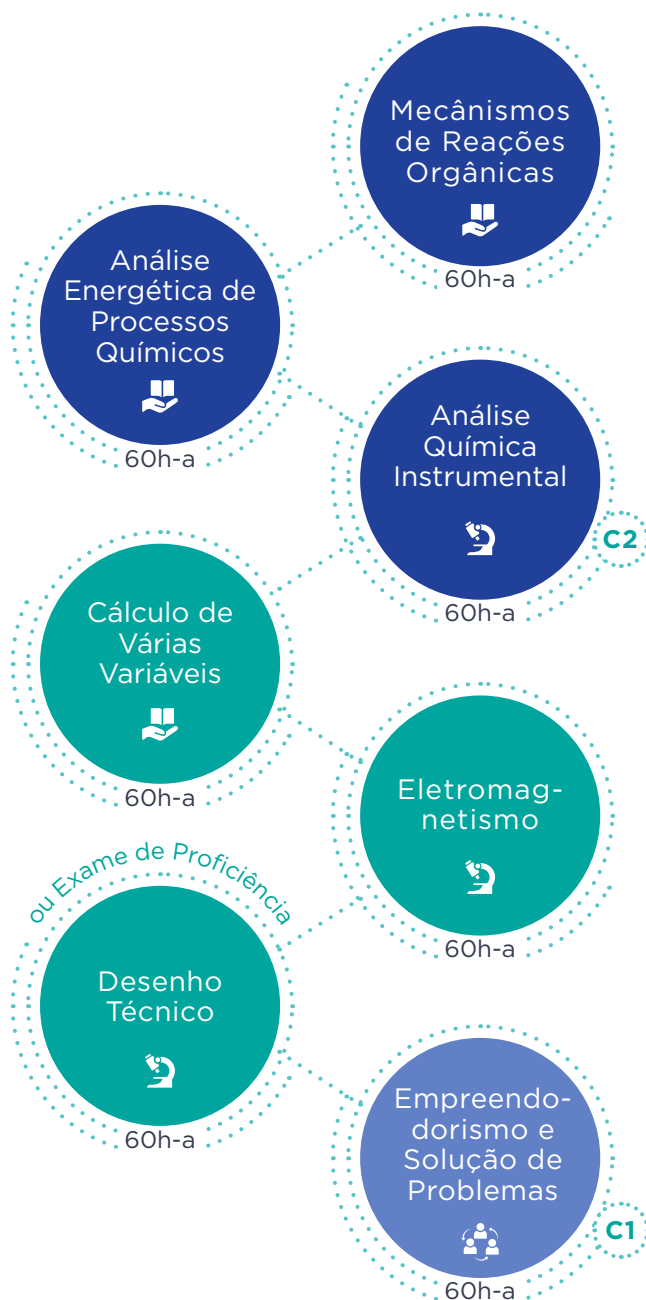 Mecânismos
de Reações
Orgânicas
60h-a
Análise
Energética de
Processos
Químicos
60h-a
Análise
Química
Instrumental
C2
60h-a
Cálculo de
Várias
Variáveis
60h-a
Eletromag-
netismo
60h-a
ou Exame de Proficiência
Desenho
Técnico
60h-a
Empreendo-
dorismo e
Solução de
Problemas
C1
60h-a